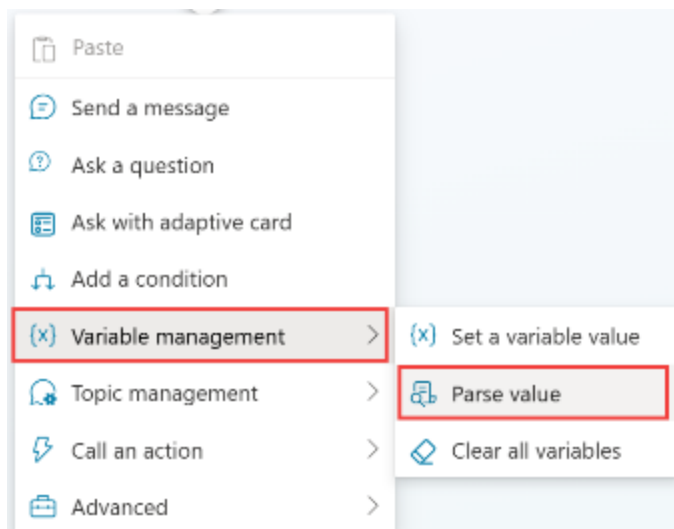 Paste
Send a message
Ask a question
Ask with adaptive card
Add a condition
{x} Variable management
Topic management
Call an action
Advanced
{x} Set a variable value
Parse value
Clear all variables